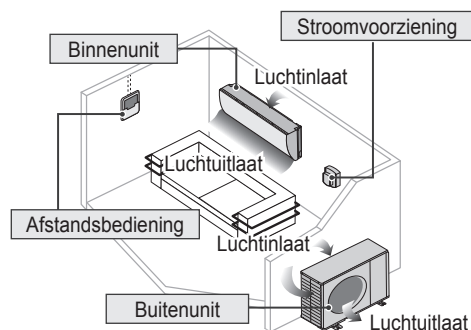 Stroomvoorziening
Binnenunit
Luchtinlaat
Luchtuitlaat
Afstandsbediening
Luchtinlaat
Buitenunit
Luchtuitlaat